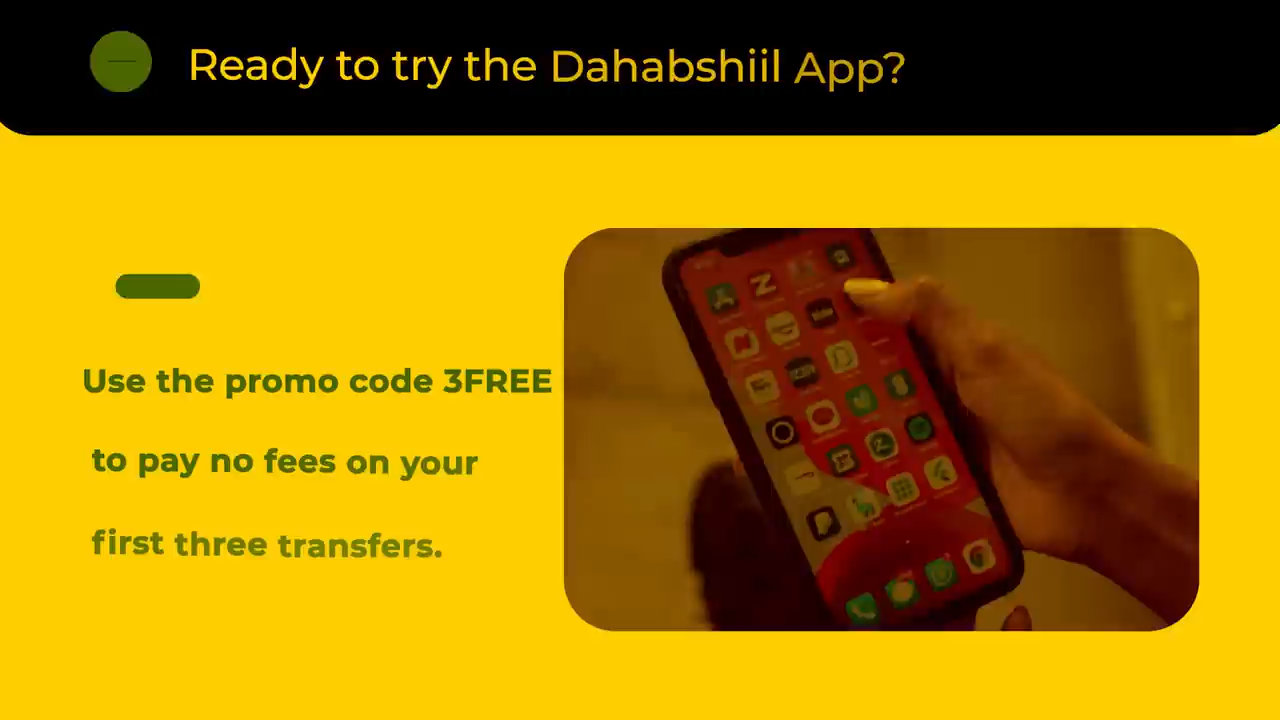 Ready to try the Dahabshiil App?
Use the promo code 3FREE
to pay no fees on your
first three transfers.